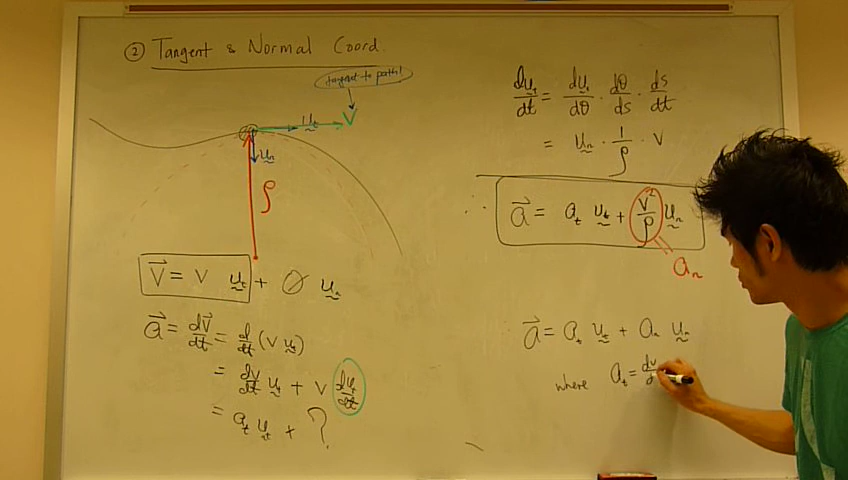 ② Tangent & Normal Coord.
tangent to path!
u_t V
u_n
ρ
V⃗ = V u_t + 0 u_n
a⃗ = dV⃗/dt = d/dt (V u_t)
= dv/dt u_t + V du_t/dt
= a_t u_t + ?
du_t/dt = du_t/dθ · dθ/ds · ds/dt
= u_n · 1/ρ · V
∴ a⃗ = a_t u_t + V²/ρ u_n
a_n
a⃗ = a_t u_t + a_n u_n
where a_t = dv/d